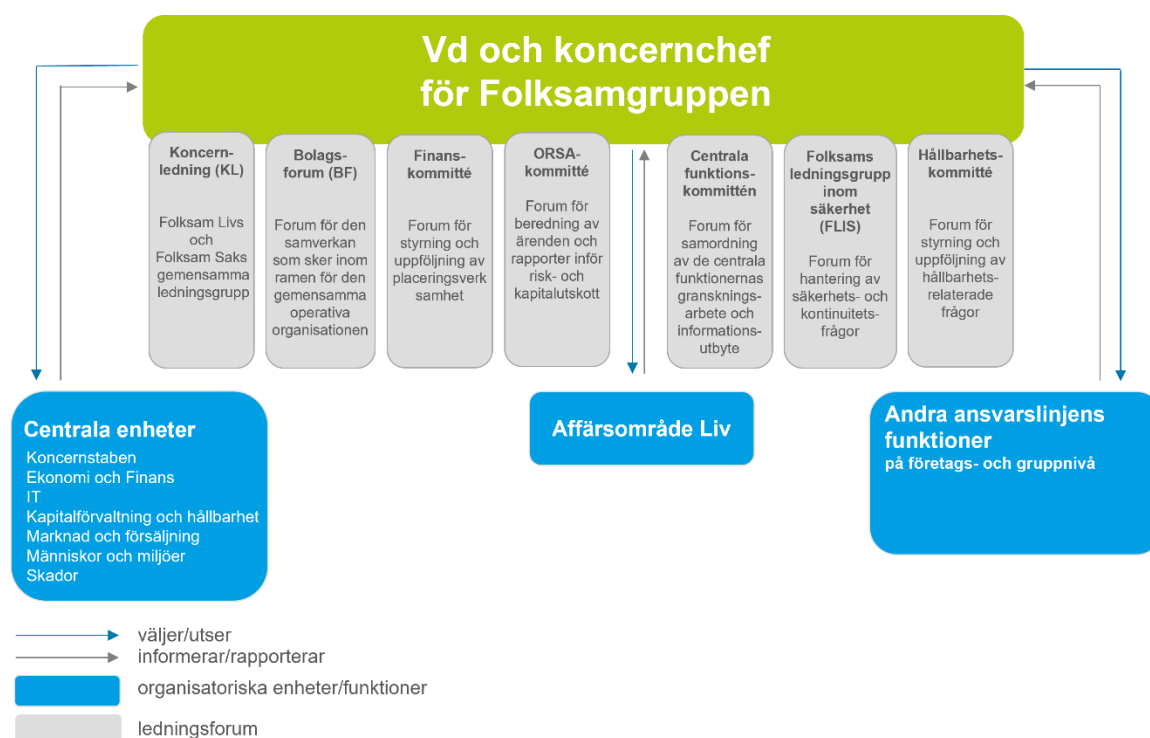 Vd och koncernchef
för Folksamgruppen
Koncern-
ledning (KL)
Folksam Livs
och
Folksam Saks
gemensamma
ledningsgrupp
Bolags-
forum (BF)
Forum för den
samverkan
som sker inom
ramen för den
gemensamma
operativa
organisationen
Finans-
kommitté
Forum för
styrning och
uppföljning av
placeringsverk
samhet
ORSA-
kommitté
Forum för
beredning av
ärenden och
rapporter inför
risk- och
kapitalutskott
Centrala
funktions-
kommittén
Forum för
samordning
av de centrala
funktionernas
gransknings-
arbete och
informations-
utbyte
Folksams
ledningsgrupp
inom
säkerhet
(FLIS)
Forum för
hantering av
säkerhets- och
kontinuitets-
frågor
Hållbarhets-
kommitté
Forum för
styrning och
uppföljning av
hållbarhets-
relaterade
frågor
Centrala enheter
Koncernstaben
Ekonomi och Finans
IT
Kapitalförvaltning och hållbarhet
Marknad och försäljning
Människor och miljöer
Skador
Affärsområde Liv
Andra ansvarslinjens
funktioner
på företags- och gruppnivå
väljer/utser
informerar/rapporterar
organisatoriska enheter/funktioner
ledningsforum